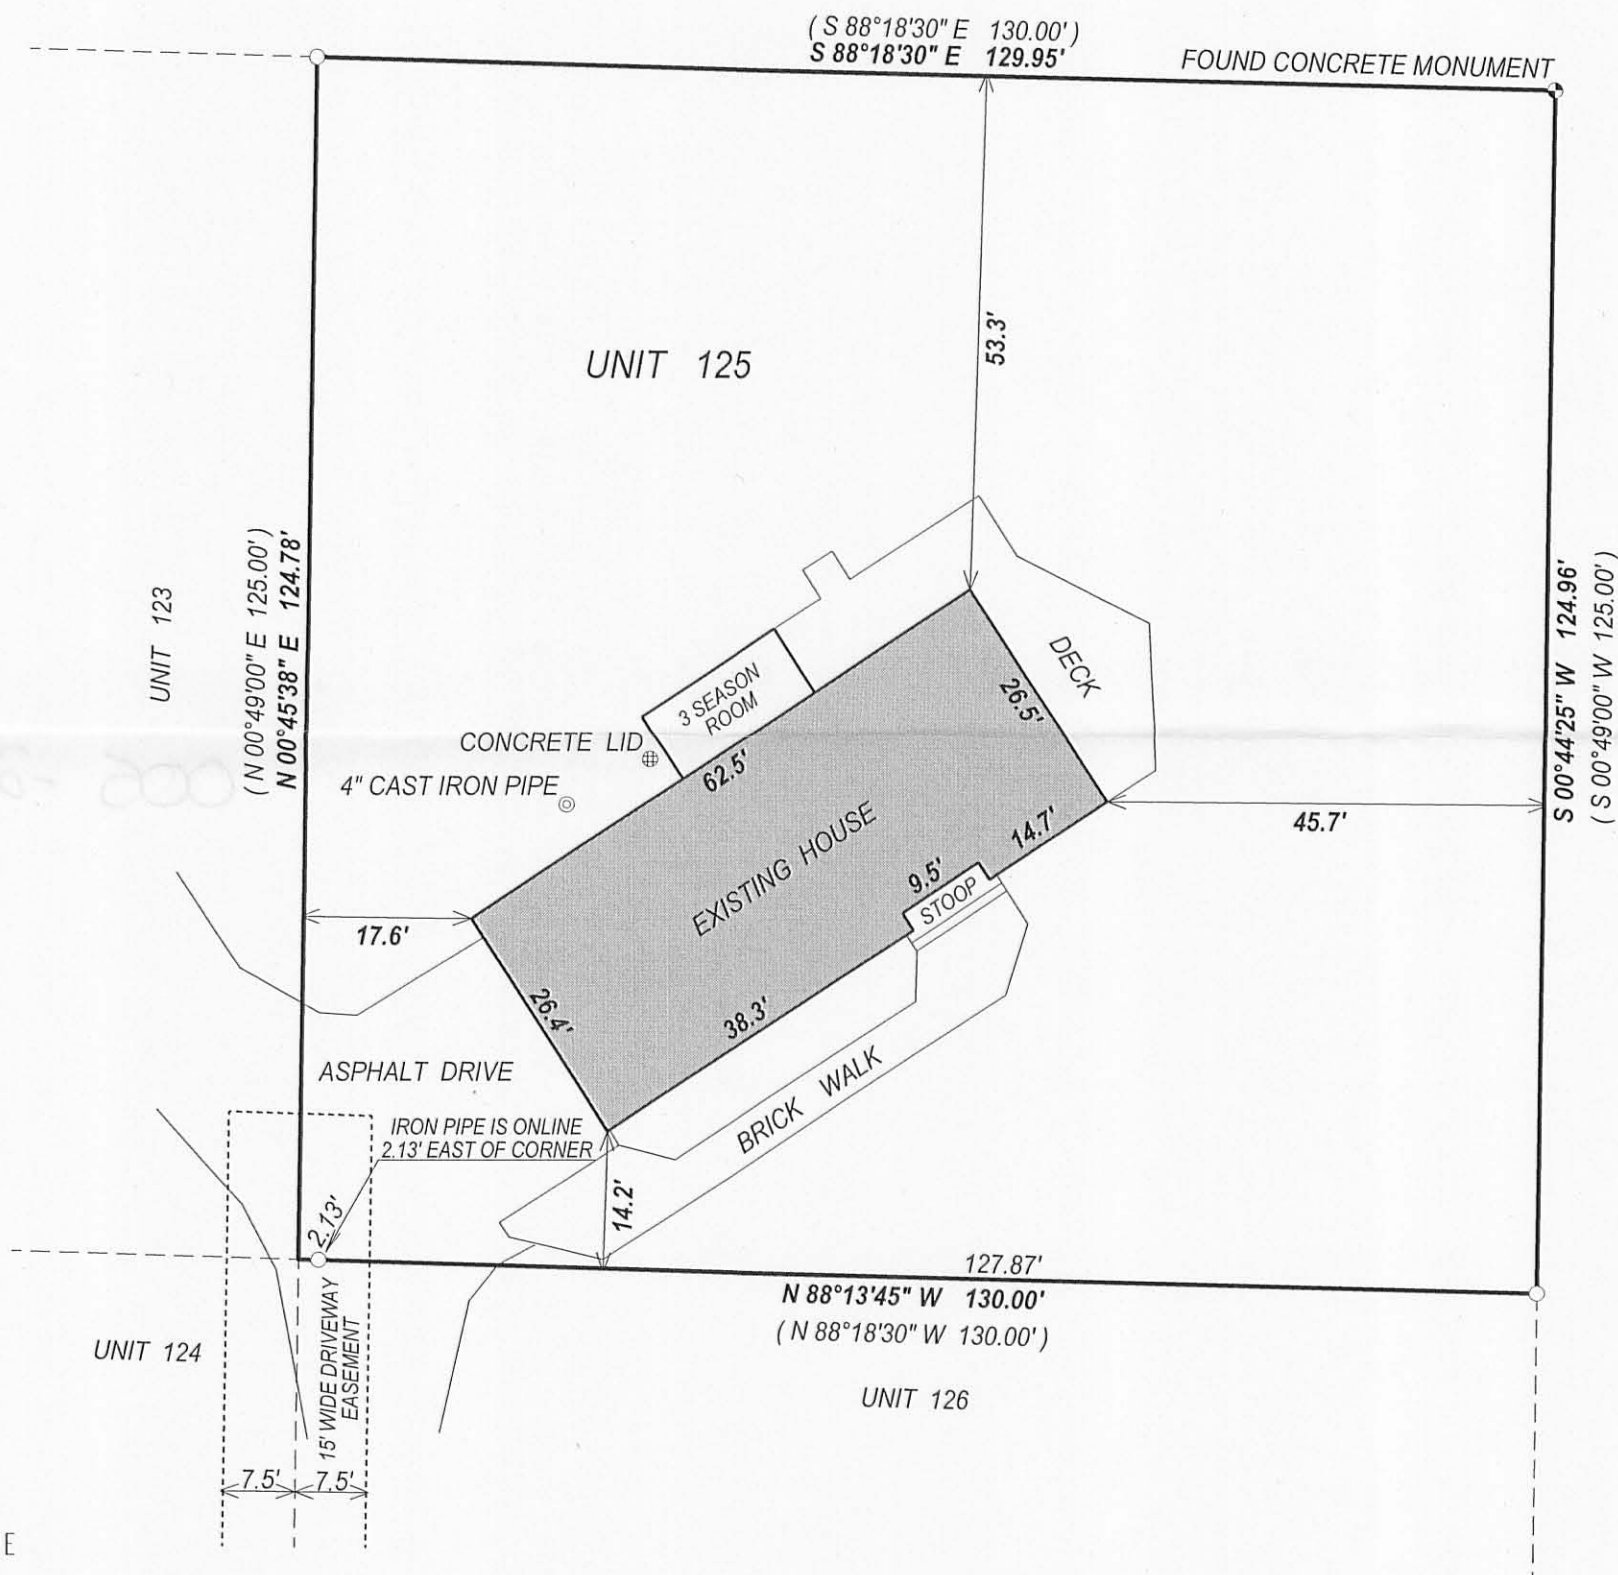 ( S 88°18'30" E 130.00' )
S 88°18'30" E 129.95'
FOUND CONCRETE MONUMENT
53.3'
UNIT 125
UNIT 123
( N 00°49'00" E 125.00' )
N 00°45'38" E 124.78'
S 00°44'25" W 124.96'
( S 00°49'00" W 125.00' )
DECK
3 SEASON
ROOM
26.5'
CONCRETE LID
62.5'
4" CAST IRON PIPE
EXISTING HOUSE
14.7'
45.7'
9.5'
STOOP
17.6'
26.4'
38.3'
ASPHALT DRIVE
BRICK WALK
IRON PIPE IS ONLINE
2.13' EAST OF CORNER
2.13'
14.2'
127.87'
N 88°13'45" W 130.00'
( N 88°18'30" W 130.00' )
UNIT 124
15' WIDE DRIVEWAY
EASEMENT
UNIT 126
7.5'
7.5'
E